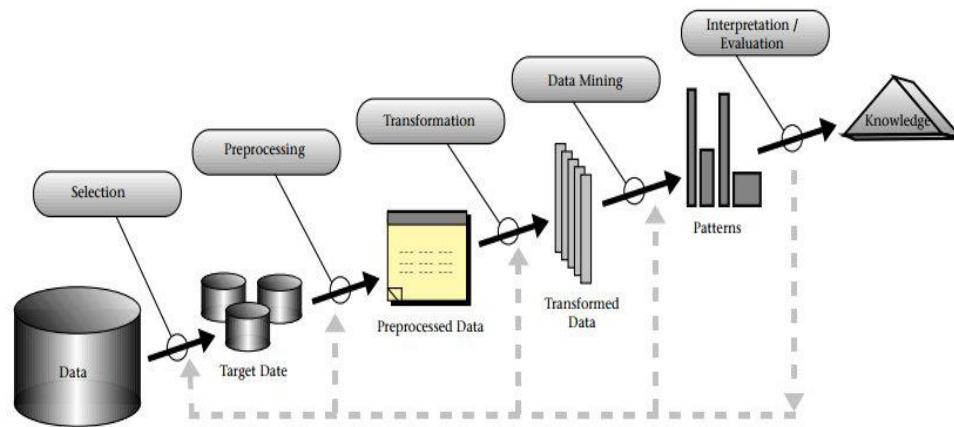 Interpretation /
Evaluation
Data Mining
Transformation
Preprocessing
Selection
Data
Target Date
Preprocessed Data
Transformed
Data
Patterns
Knowledge